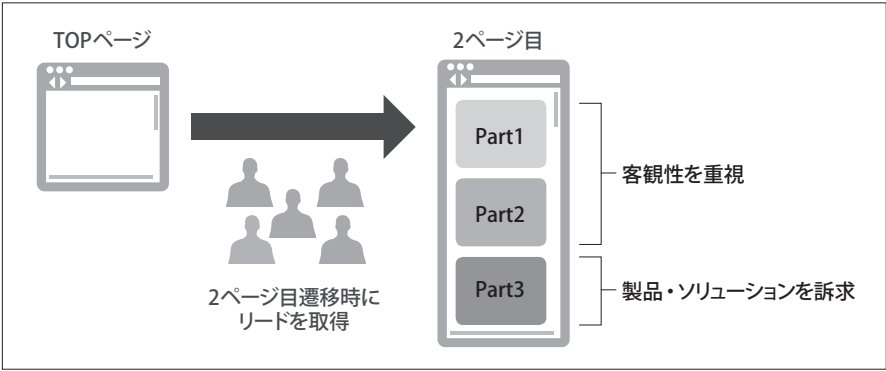 TOPページ
2ページ目
Part1
Part2
客観性を重視
Part3
製品・ソリューションを訴求
2ページ目遷移時に
リードを取得